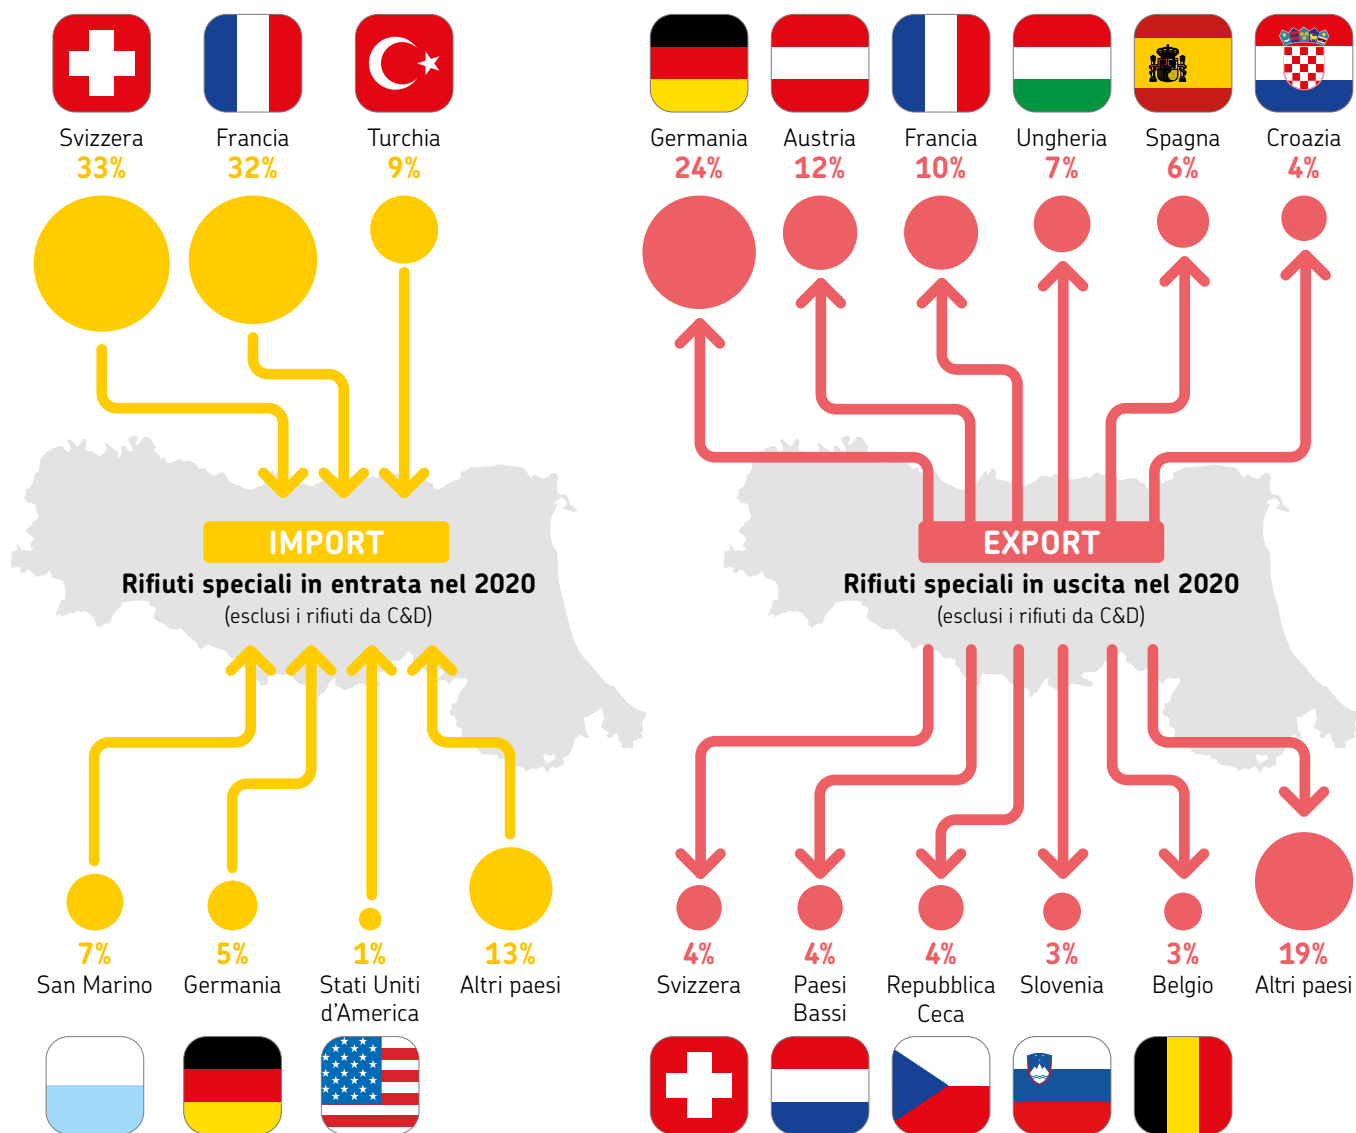 Svizzera
33%
Francia
32%
Turchia
9%
IMPORT
Rifiuti speciali in entrata nel 2020
(esclusi i rifiuti da C&D)
7%
San Marino
5%
Germania
1%
Stati Uniti
d'America
13%
Altri paesi
Germania
24%
Austria
12%
Francia
10%
Ungheria
7%
Spagna
6%
Croazia
4%
EXPORT
Rifiuti speciali in uscita nel 2020
(esclusi i rifiuti da C&D)
4%
Svizzera
4%
Paesi
Bassi
4%
Repubblica
Ceca
3%
Slovenia
3%
Belgio
19%
Altri paesi